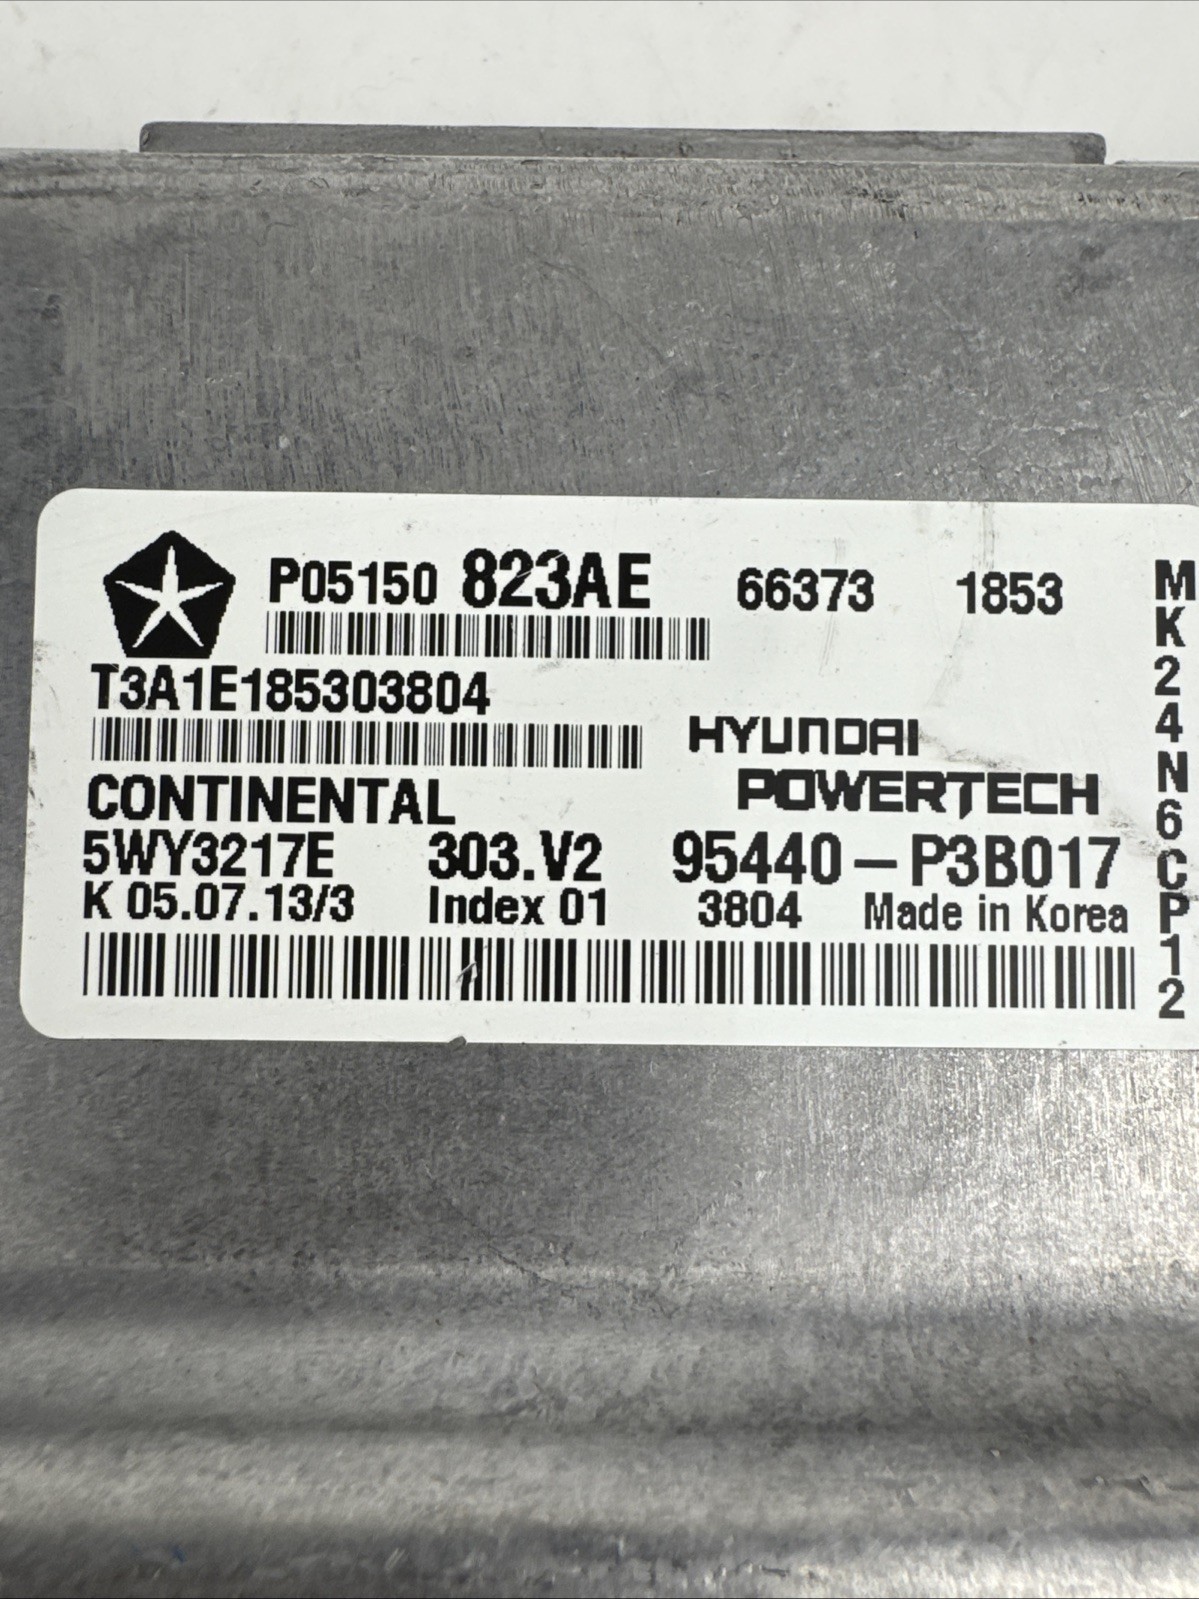 P05150 823AE 66373 1853
T3A1E185303804
HYUNDAI
POWERTECH
CONTINENTAL
5WY3217E 303.V2 95440-P3B017
K 05.07.13/3 Index 01 3804 Made in Korea
MK24N6CP12